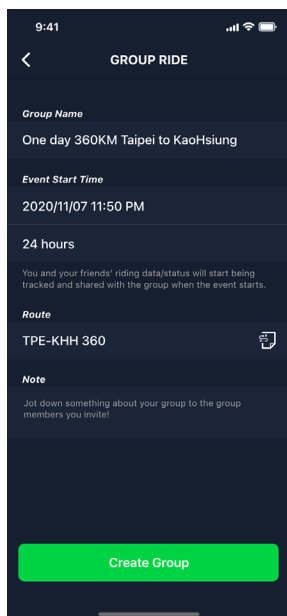 9:41
GROUP RIDE
Group Name
One day 360KM Taipei to KaoHsiung
Event Start Time
2020/11/07 11:50 PM
24 hours
You and your friends' riding data/status will start being
tracked and shared with the group when the event starts.
Route
TPE-KHH 360
Note
Jot down something about your group to the group
members you invite!
Create Group